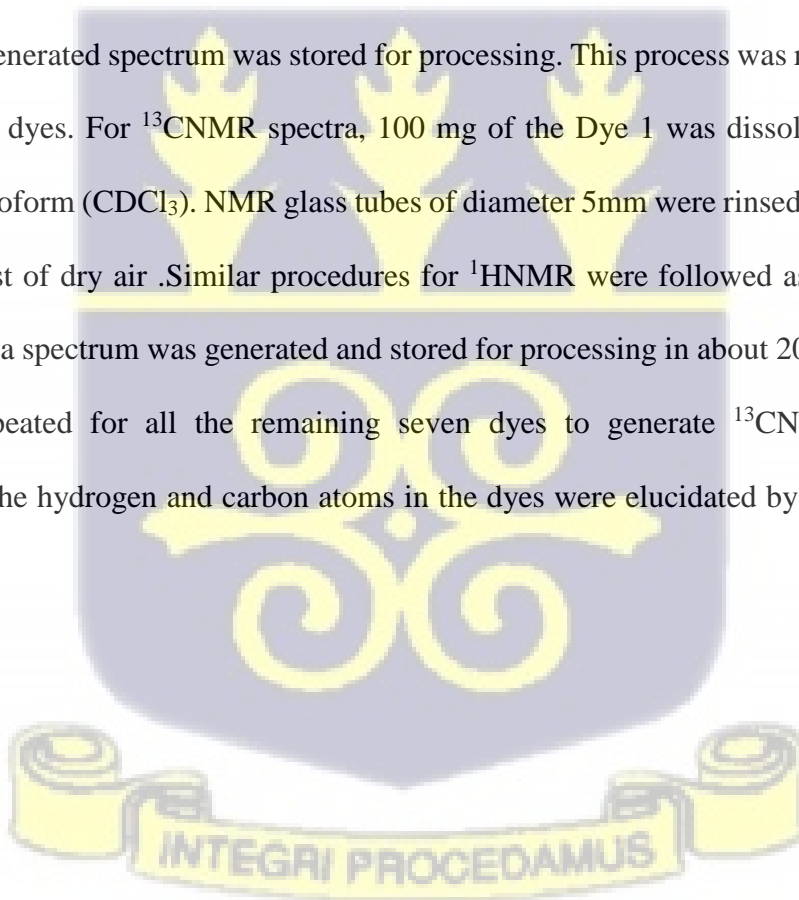 enerated spectrum was stored for processing. This process was r
dyes. For ¹³CNMR spectra, 100 mg of the Dye 1 was dissol
oform (CDCl₃). NMR glass tubes of diameter 5mm were rinsed
st of dry air .Similar procedures for ¹HNMR were followed as
a spectrum was generated and stored for processing in about 20
peated for all the remaining seven dyes to generate ¹³CN
he hydrogen and carbon atoms in the dyes were elucidated by
INTEGRI PROCEDAMUS